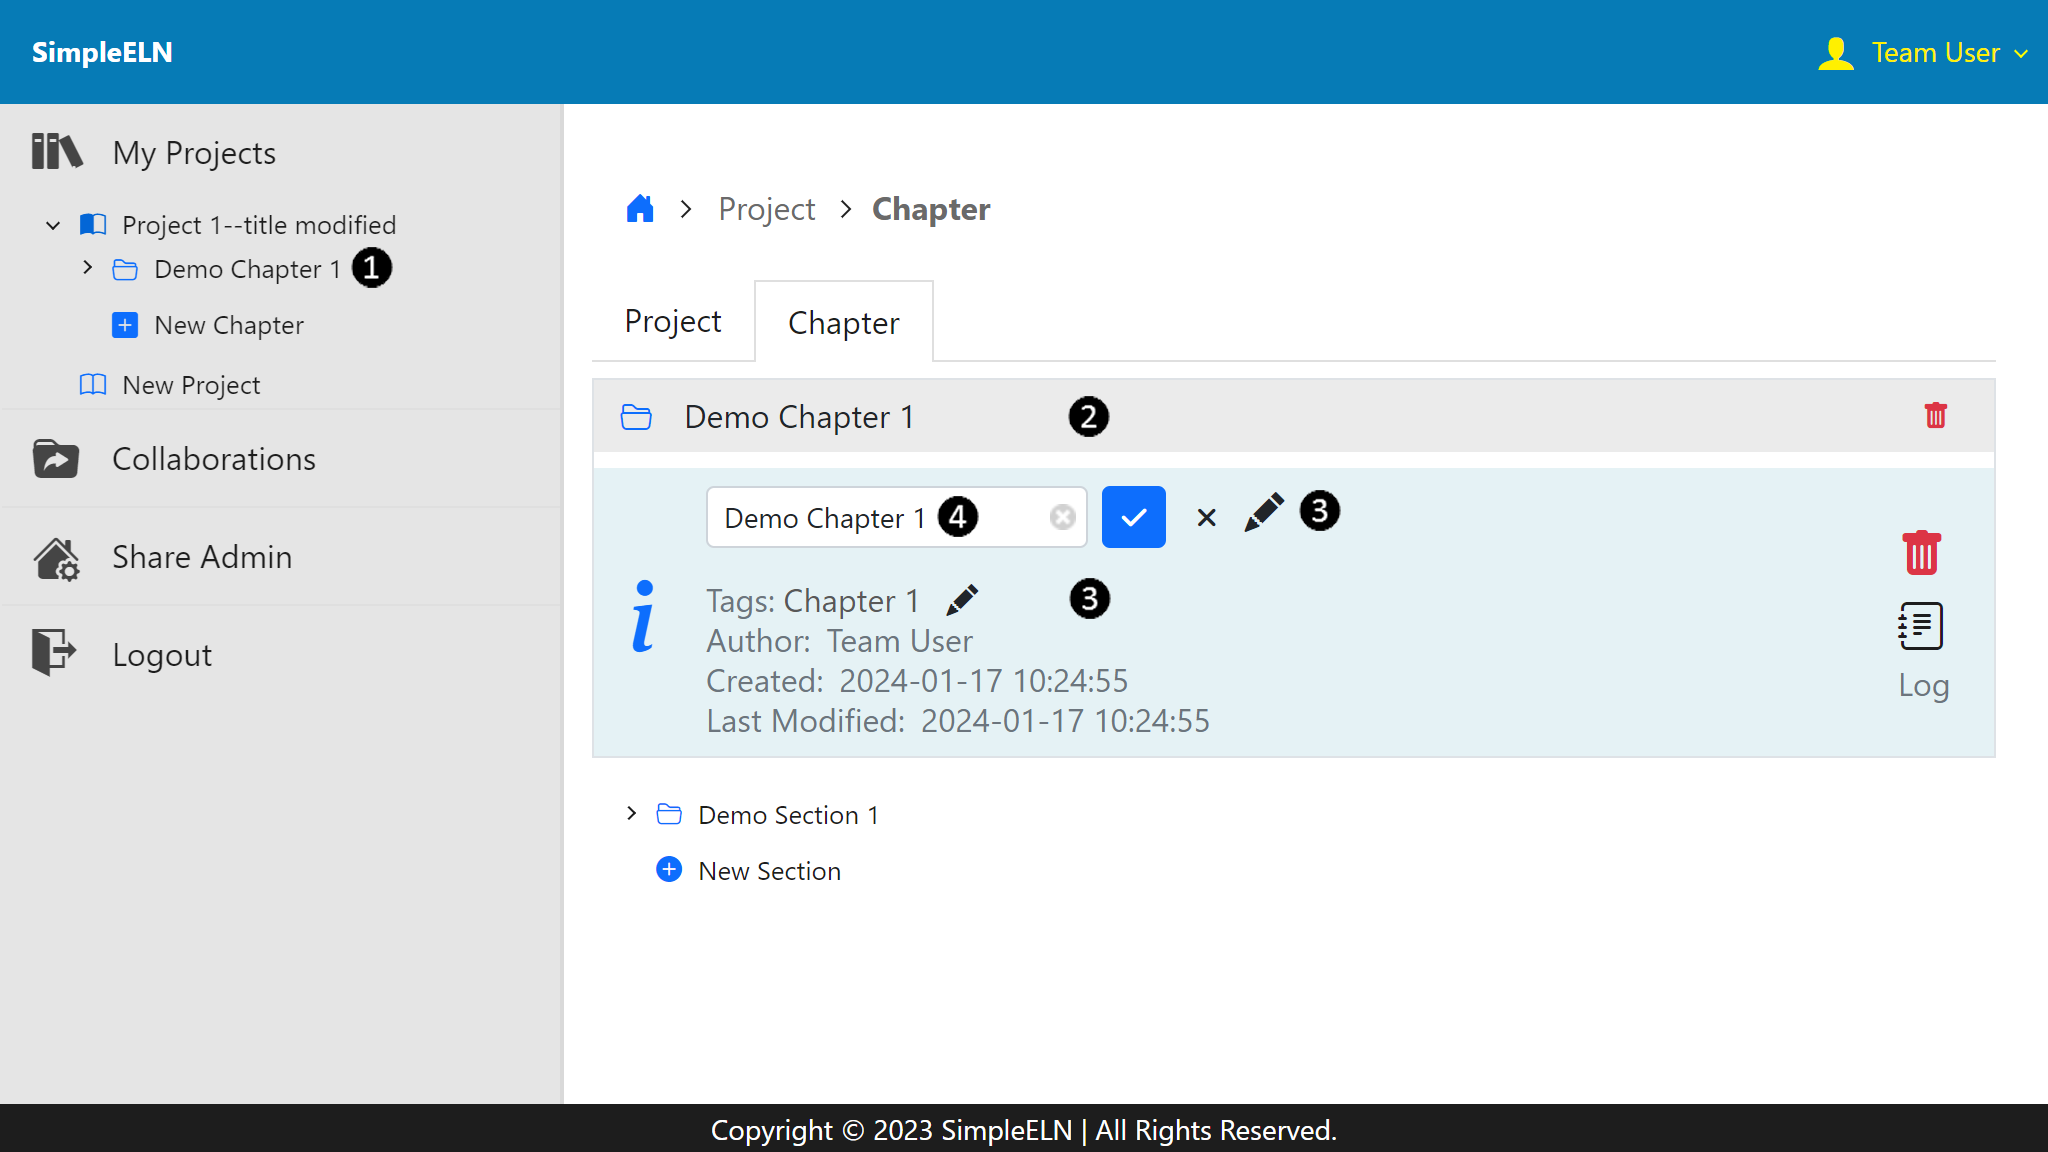 SimpleELN
Team User
My Projects
Project 1--title modified
Demo Chapter 1 1
New Chapter
New Project
Collaborations
Share Admin
Logout
Project Chapter
Project Chapter
Demo Chapter 1 2
Demo Chapter 1 4 3
i
Tags: Chapter 1 3
Author: Team User
Created: 2024-01-17 10:24:55
Last Modified: 2024-01-17 10:24:55
Log
Demo Section 1
New Section
Copyright © 2023 SimpleELN | All Rights Reserved.